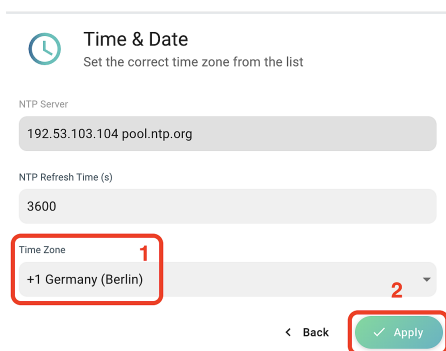 Time & Date
Set the correct time zone from the list
NTP Server
192.53.103.104 pool.ntp.org
NTP Refresh Time (s)
3600
Time Zone
1
+1 Germany (Berlin)
2
Back
Apply